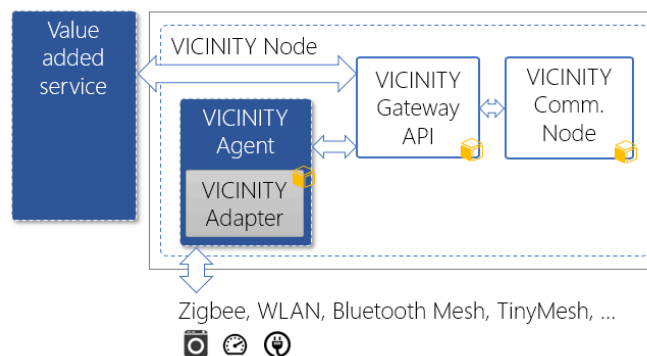 Value
added
service
VICINITY Node
VICINITY
Gateway
API
VICINITY
Comm.
Node
VICINITY
Agent
VICINITY
Adapter
Zigbee, WLAN, Bluetooth Mesh, TinyMesh, ...